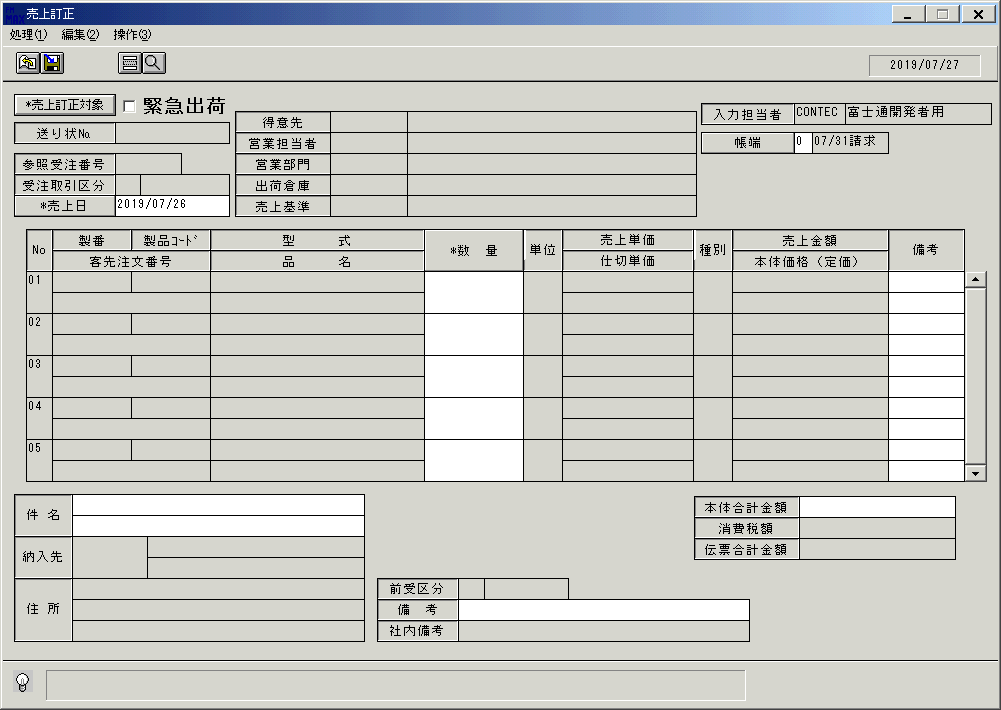 売上訂正
処理(1) 編集(2) 操作(3)
2019/07/27
*売上訂正対象 緊急出荷
送り状№
参照受注番号
受注取引区分
*売上日 2019/07/26
得意先
営業担当者
営業部門
出荷倉庫
売上基準
入力担当者 CONTEC 富士通開発者用
帳端 0 07/31請求
No 製番 製品ｺｰﾄﾞ 型 式 *数 量 単位 売上単価 種別 売上金額 備考
客先注文番号 品 名 仕切単価 本体価格（定価）
01
02
03
04
05
件 名
納入先
住 所
本体合計金額
消費税額
伝票合計金額
前受区分
備 考
社内備考